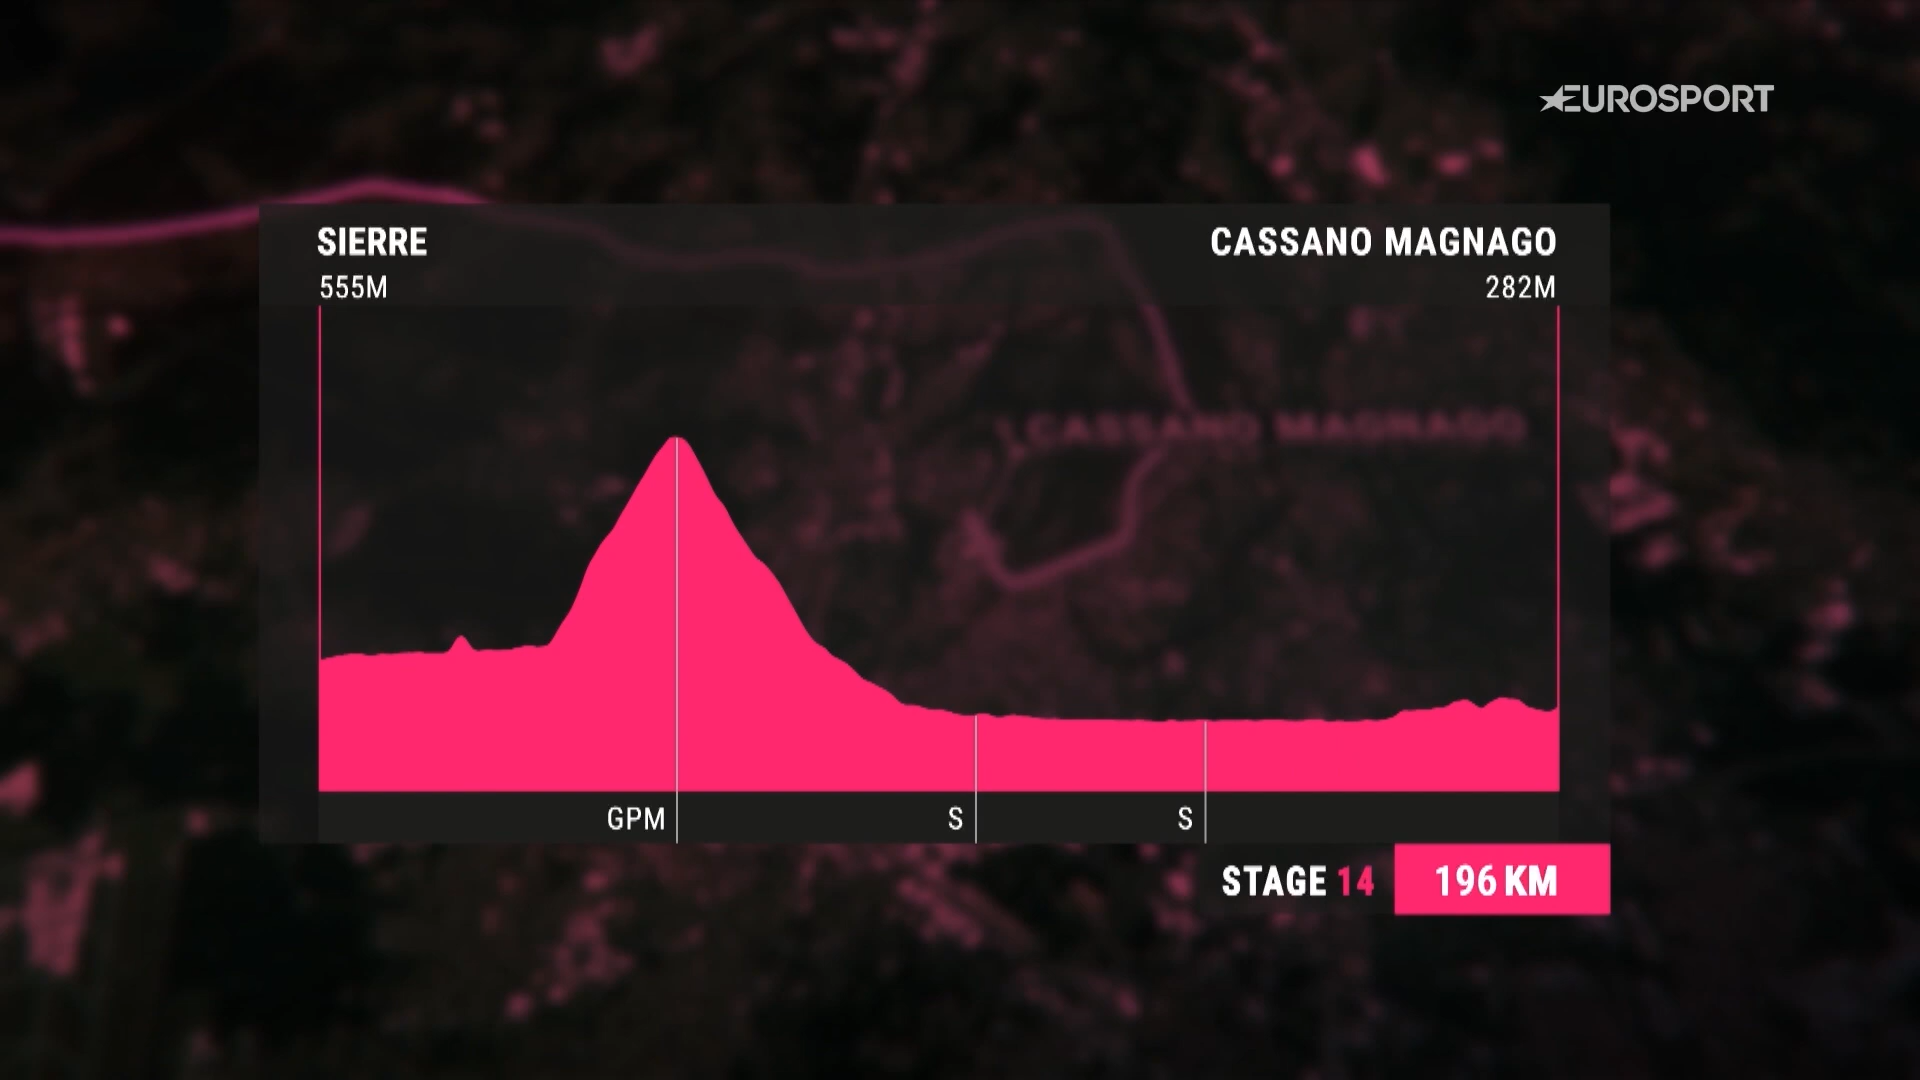 EUROSPORT
SIERRE
555M
CASSANO MAGNAGO
282M
CASSANO MAGNAGO
GPM
S
S
STAGE 14
196 KM